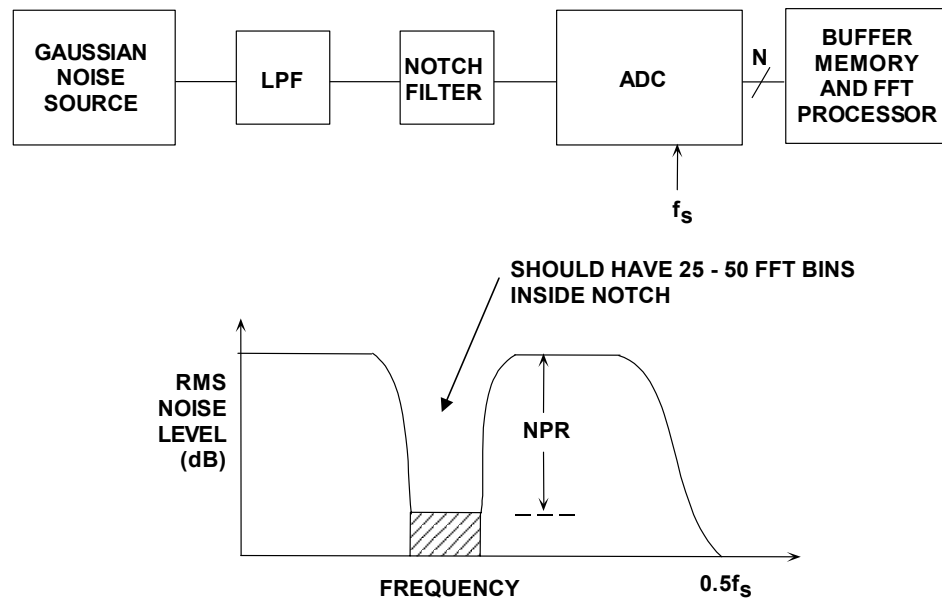 GAUSSIAN
NOISE
SOURCE
LPF
NOTCH
FILTER
ADC
N
BUFFER
MEMORY
AND FFT
PROCESSOR
fs
SHOULD HAVE 25 - 50 FFT BINS
INSIDE NOTCH
RMS
NOISE
LEVEL
(dB)
NPR
FREQUENCY
0.5fs